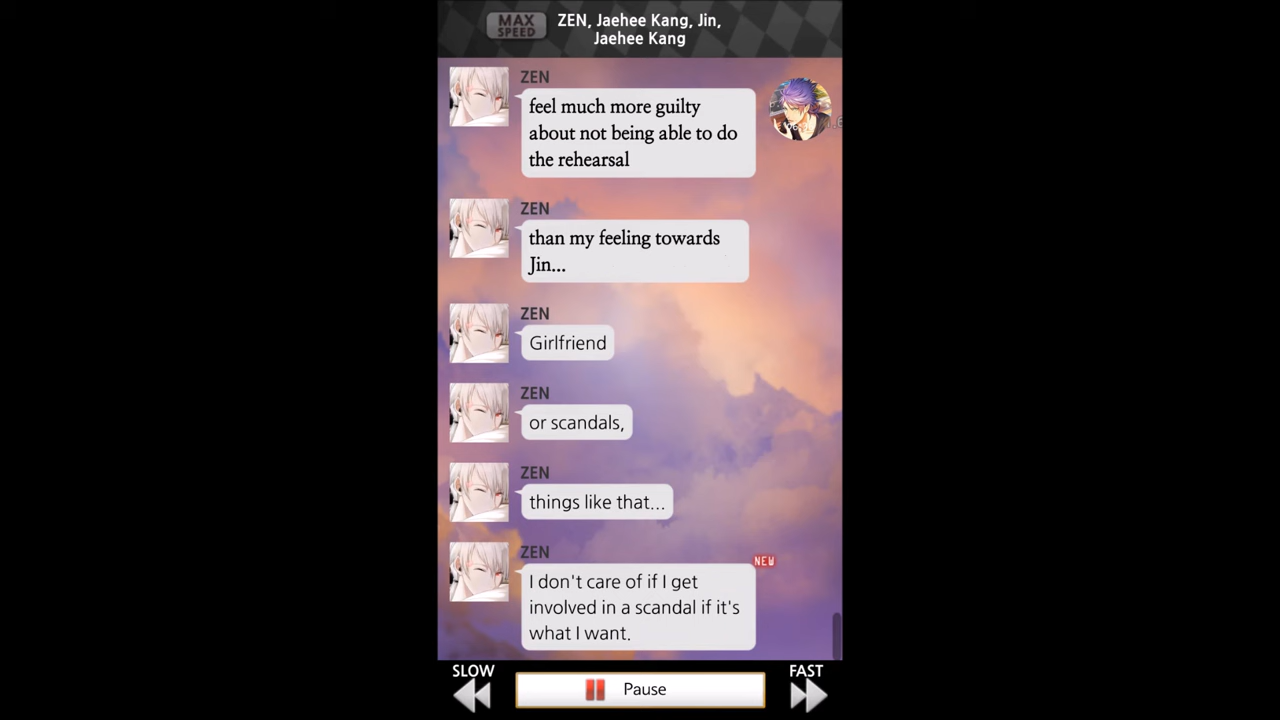 MAX
SPEED
ZEN, Jaehee Kang, Jin,
Jaehee Kang
ZEN
feel much more guilty
about not being able to do
the rehearsal
ZEN
than my feeling towards
Jin...
ZEN
Girlfriend
ZEN
or scandals,
ZEN
things like that...
ZEN
NEW
I don't care of if I get
involved in a scandal if it's
what I want.
SLOW
Pause
FAST